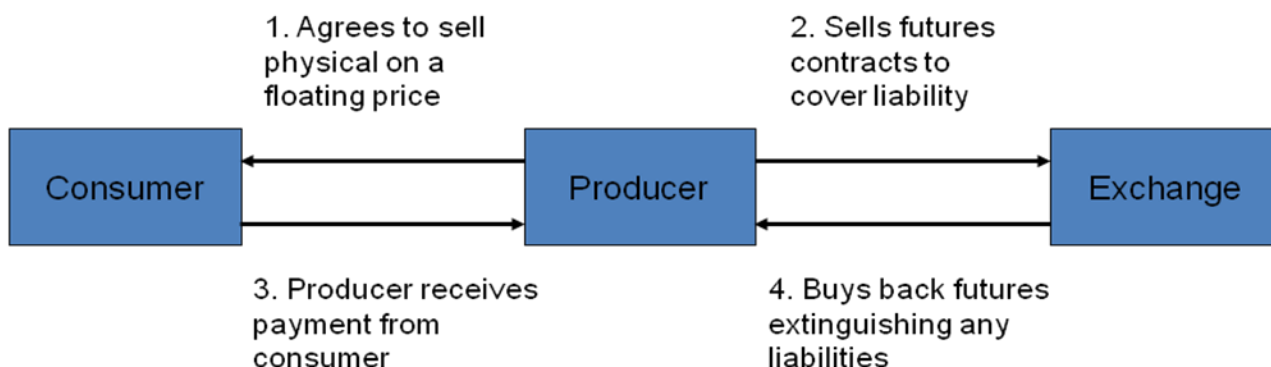 1. Agrees to sell
physical on a
floating price
2. Sells futures
contracts to
cover liability
Consumer
Producer
Exchange
3. Producer receives
payment from
consumer
4. Buys back futures
extinguishing any
liabilities